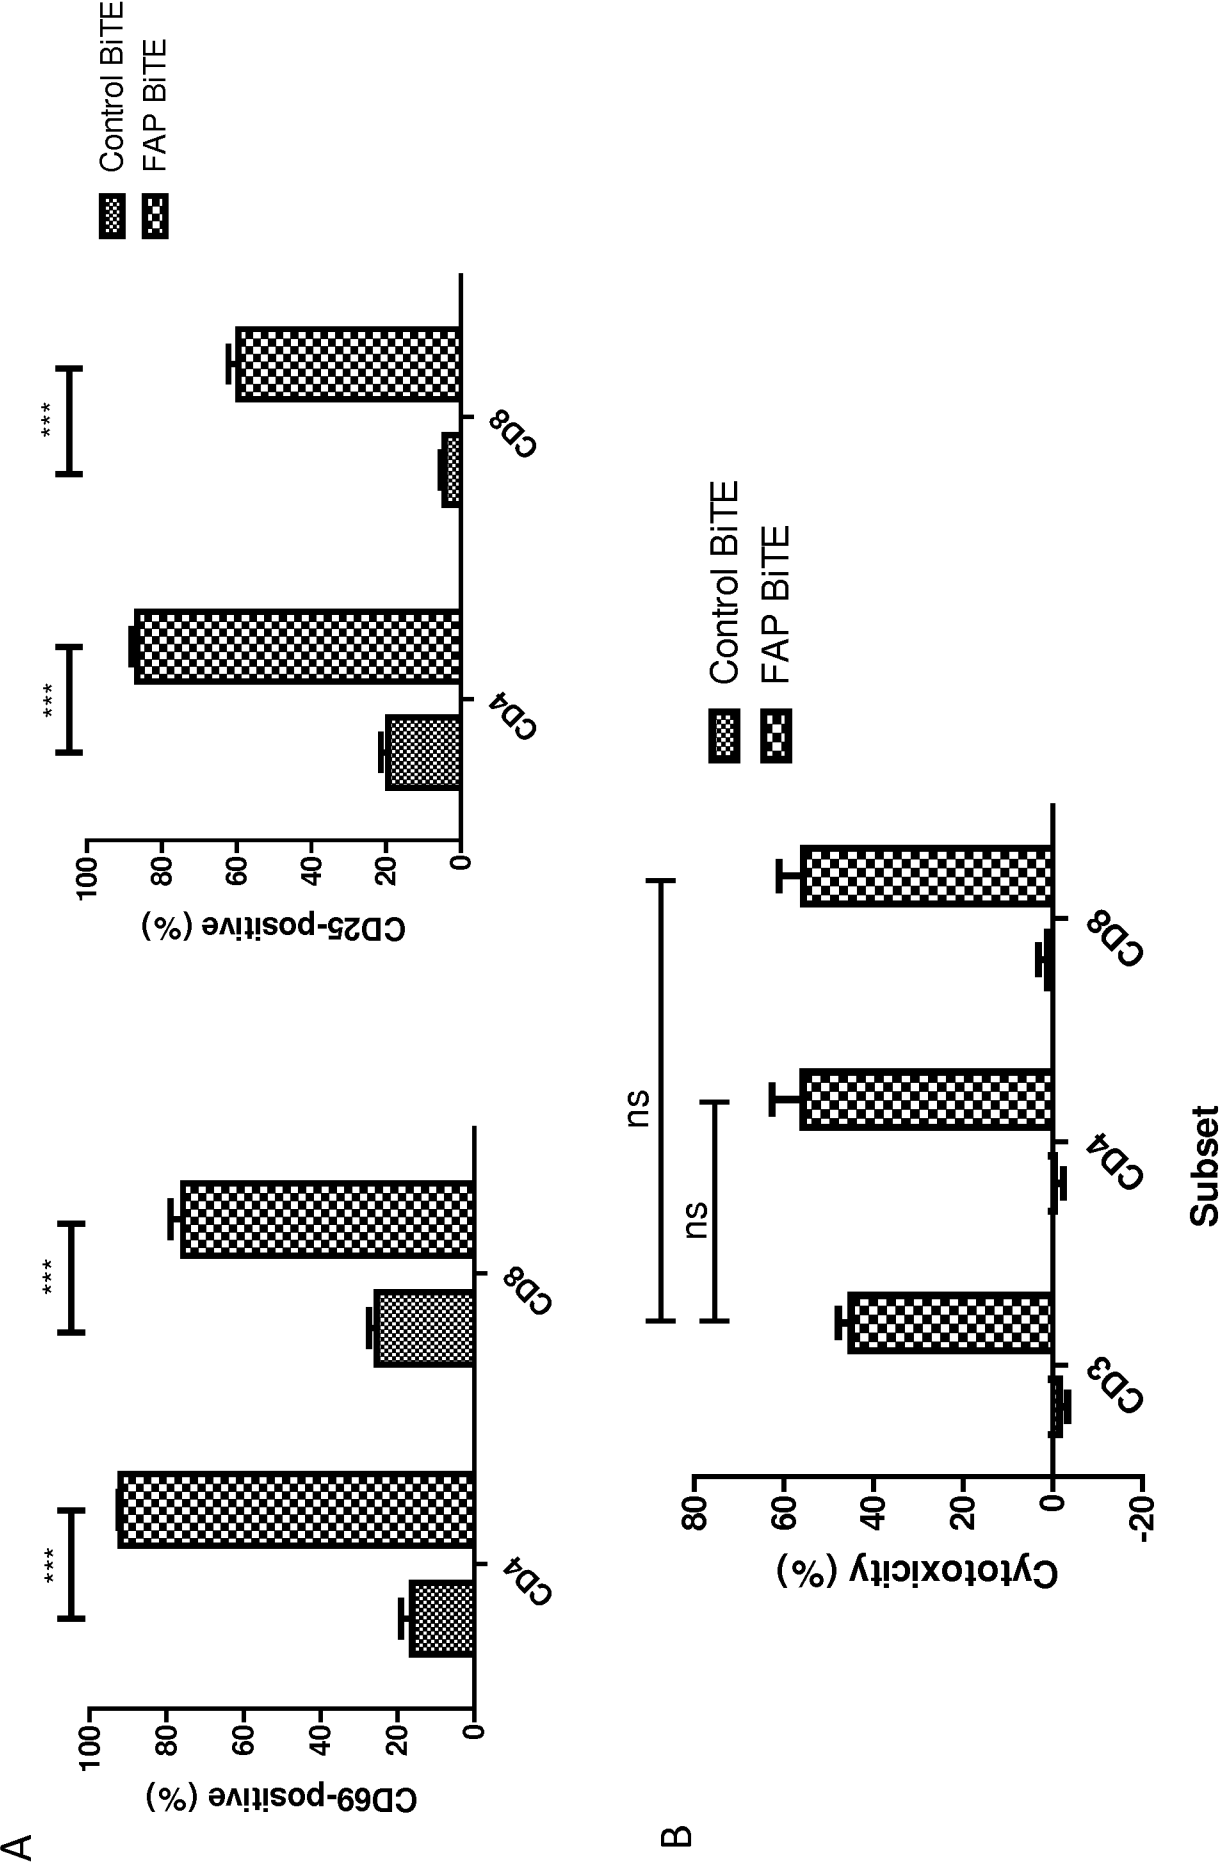 A
CD69-positive (%)
100
80
60
40
20
0
***
***
CD4
CD8
CD25-positive (%)
100
80
60
40
20
0
***
***
CD4
CD8
Control BiTE
FAP BiTE
B
Cytotoxicity (%)
80
60
40
20
0
-20
ns
ns
CD3
CD4
CD8
Subset
Control BiTE
FAP BiTE